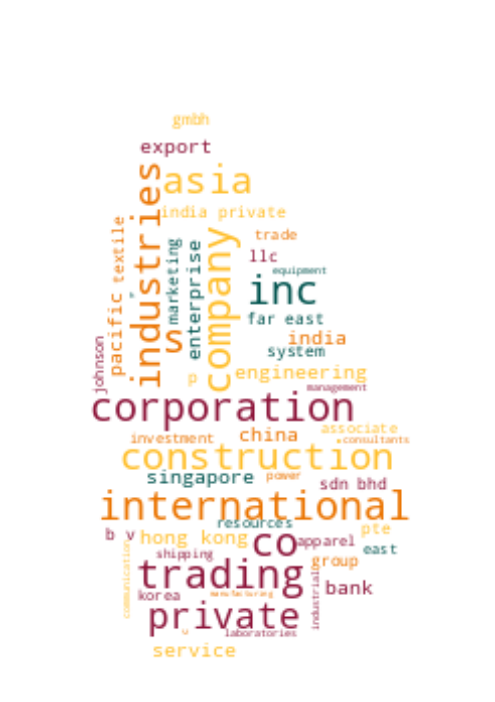 gmbh
export
asia
industries
india private
textile
pacific
marketing
enterprise
company
trade
llc
equipment
inc
far east
s
india
system
johnson
p
engineering
management
corporation
associate
investment
china
consultants
construction
singapore
power
sdn bhd
international
resources
pte
b v
hong kong
co
apparel
east
shipping
group
communication
trading
bank
korea
manufacturing
industrial
private
laboratories
service